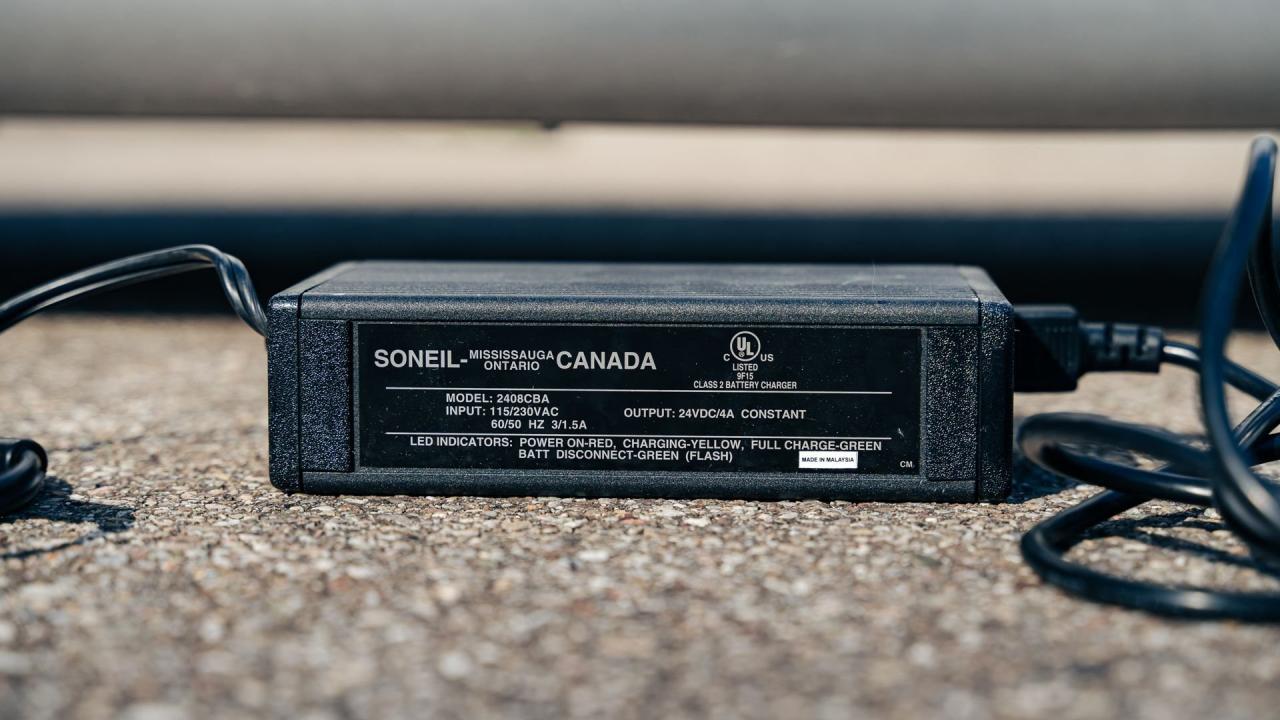 SONEIL-MISSISSAUGA ONTARIO CANADA
C UL US
LISTED
9F15
CLASS 2 BATTERY CHARGER
MODEL: 2408CBA
INPUT: 115/230VAC
60/50 HZ 3/1.5A
OUTPUT: 24VDC/4A CONSTANT
LED INDICATORS: POWER ON-RED, CHARGING-YELLOW, FULL CHARGE-GREEN
BATT DISCONNECT-GREEN (FLASH)
MADE IN MALAYSIA
CM